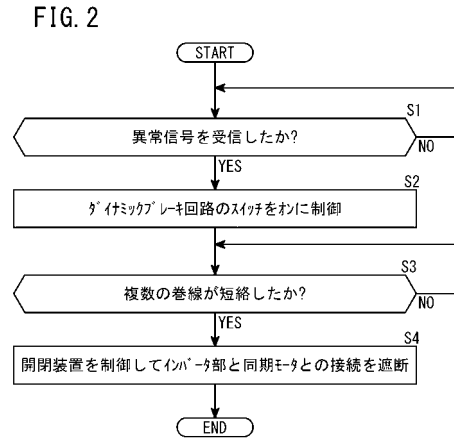 FIG. 2
START
S1
異常信号を受信したか?
NO
YES
S2
ﾀﾞｲﾅﾐｯｸﾌﾞﾚｰｷ回路のｽｲｯﾁをオンに制御
S3
複数の巻線が短絡したか?
NO
YES
S4
開閉装置を制御してｲﾝﾊﾞｰﾀ部と同期ﾓｰﾀとの接続を遮断
END